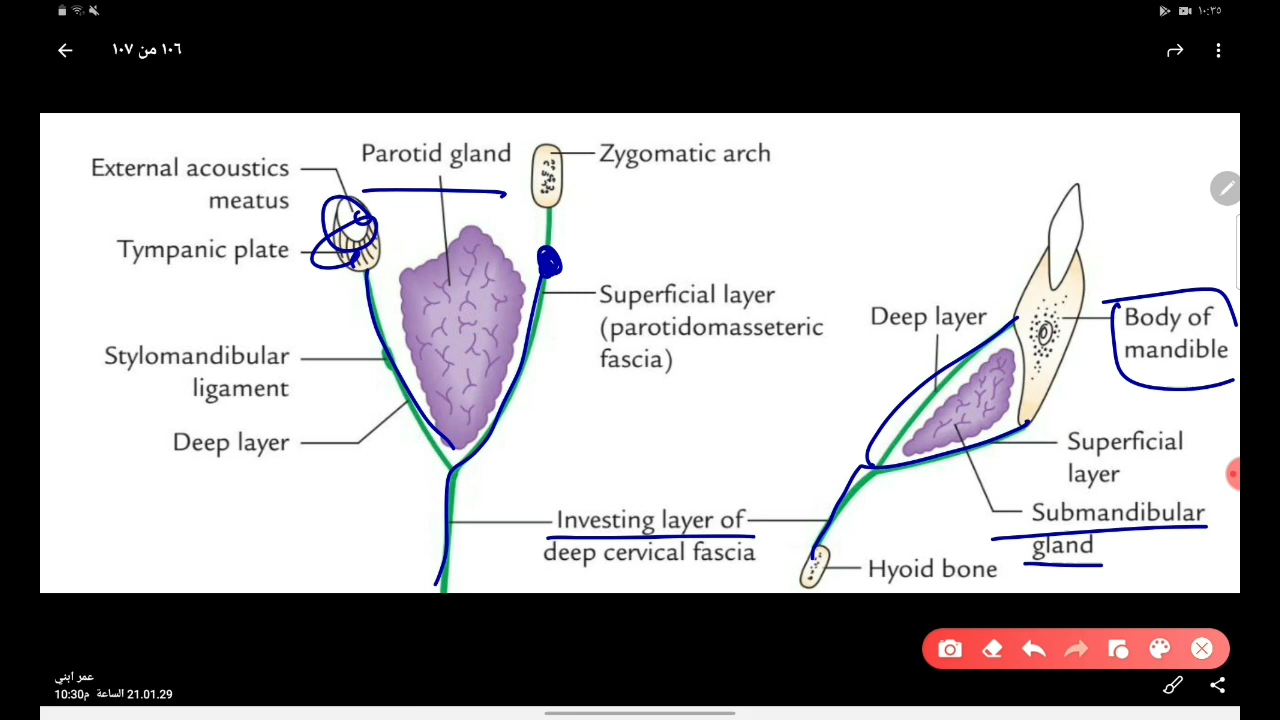 ١٠:٣٥
١٠٦ من ١٠٧
External acoustics
meatus
Tympanic plate
Stylomandibular
ligament
Deep layer
Parotid gland
Zygomatic arch
Superficial layer
(parotidomasseteric
fascia)
Investing layer of
deep cervical fascia
Deep layer
Body of
mandible
Superficial
layer
Submandibular
gland
Hyoid bone
عمر ابني
21.01.29 الساعة 10:30م